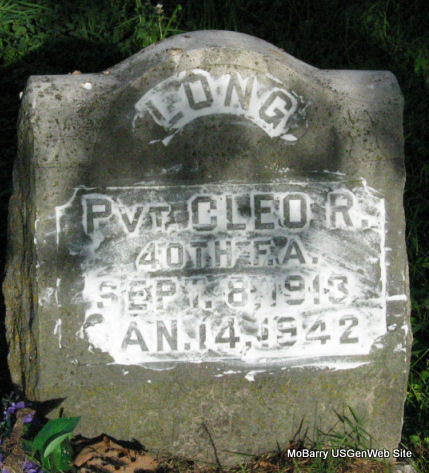 LONG
PVT. CLEO R.
40TH F.A.
SEPT. 8, 1913
JAN. 14, 1942
MoBarry USGenWeb Site